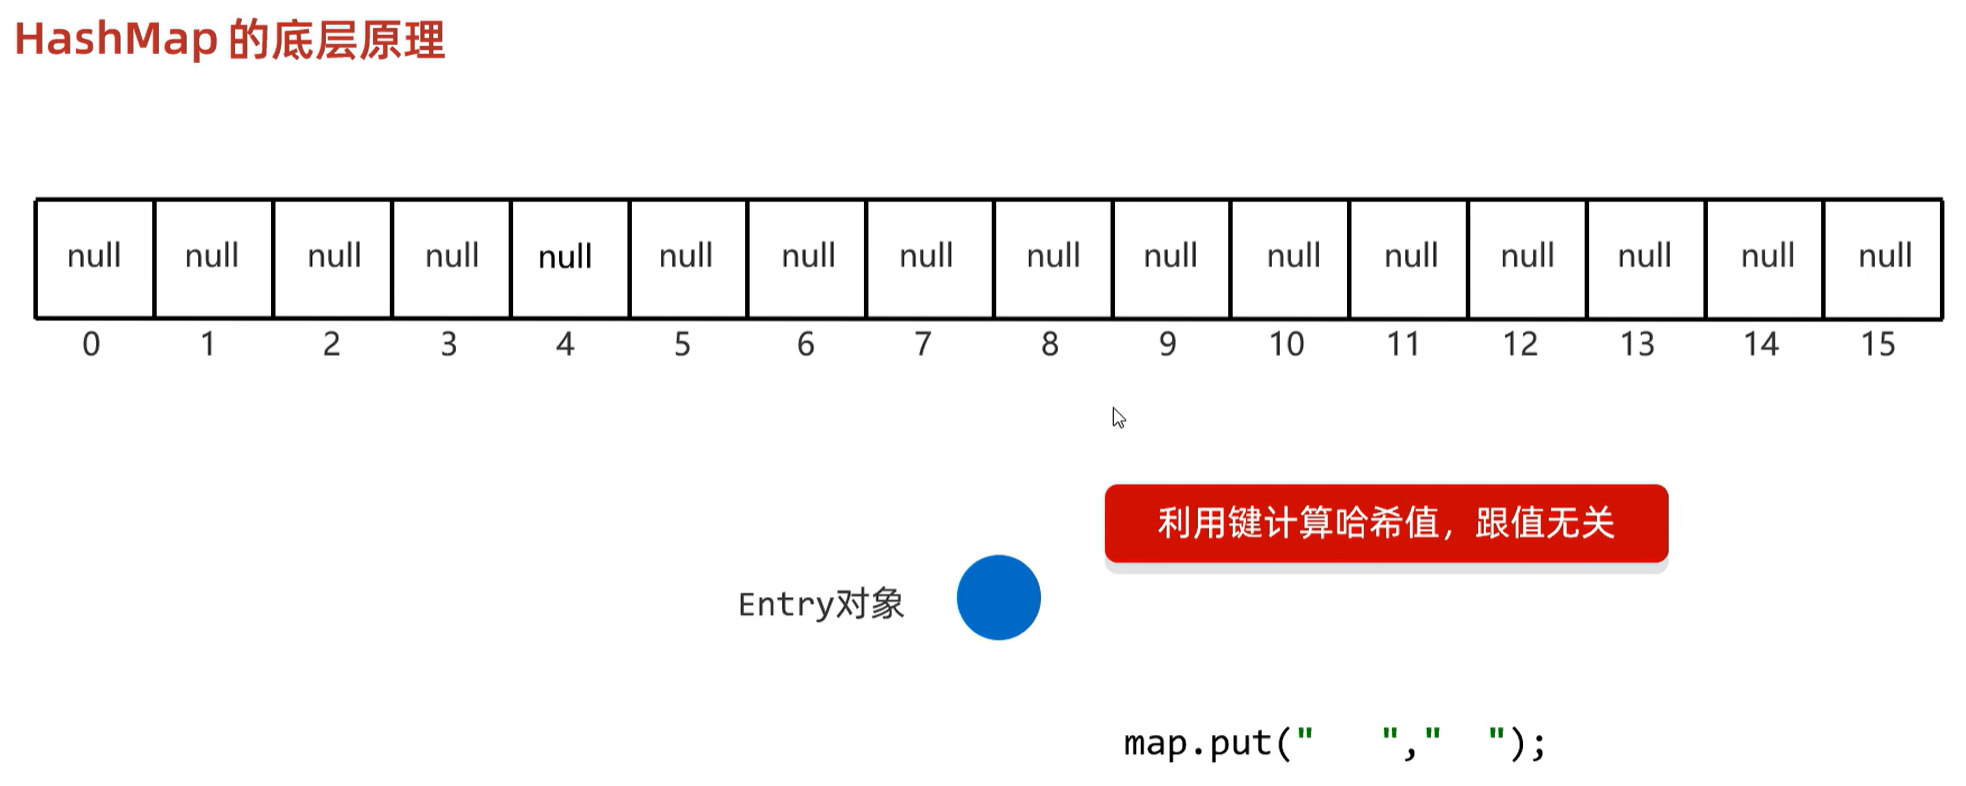 HashMap 的底层原理
null null null null null null null null null null null null null null null null
0 1 2 3 4 5 6 7 8 9 10 11 12 13 14 15
利用键计算哈希值，跟值无关
Entry对象
map.put("   ","  ");